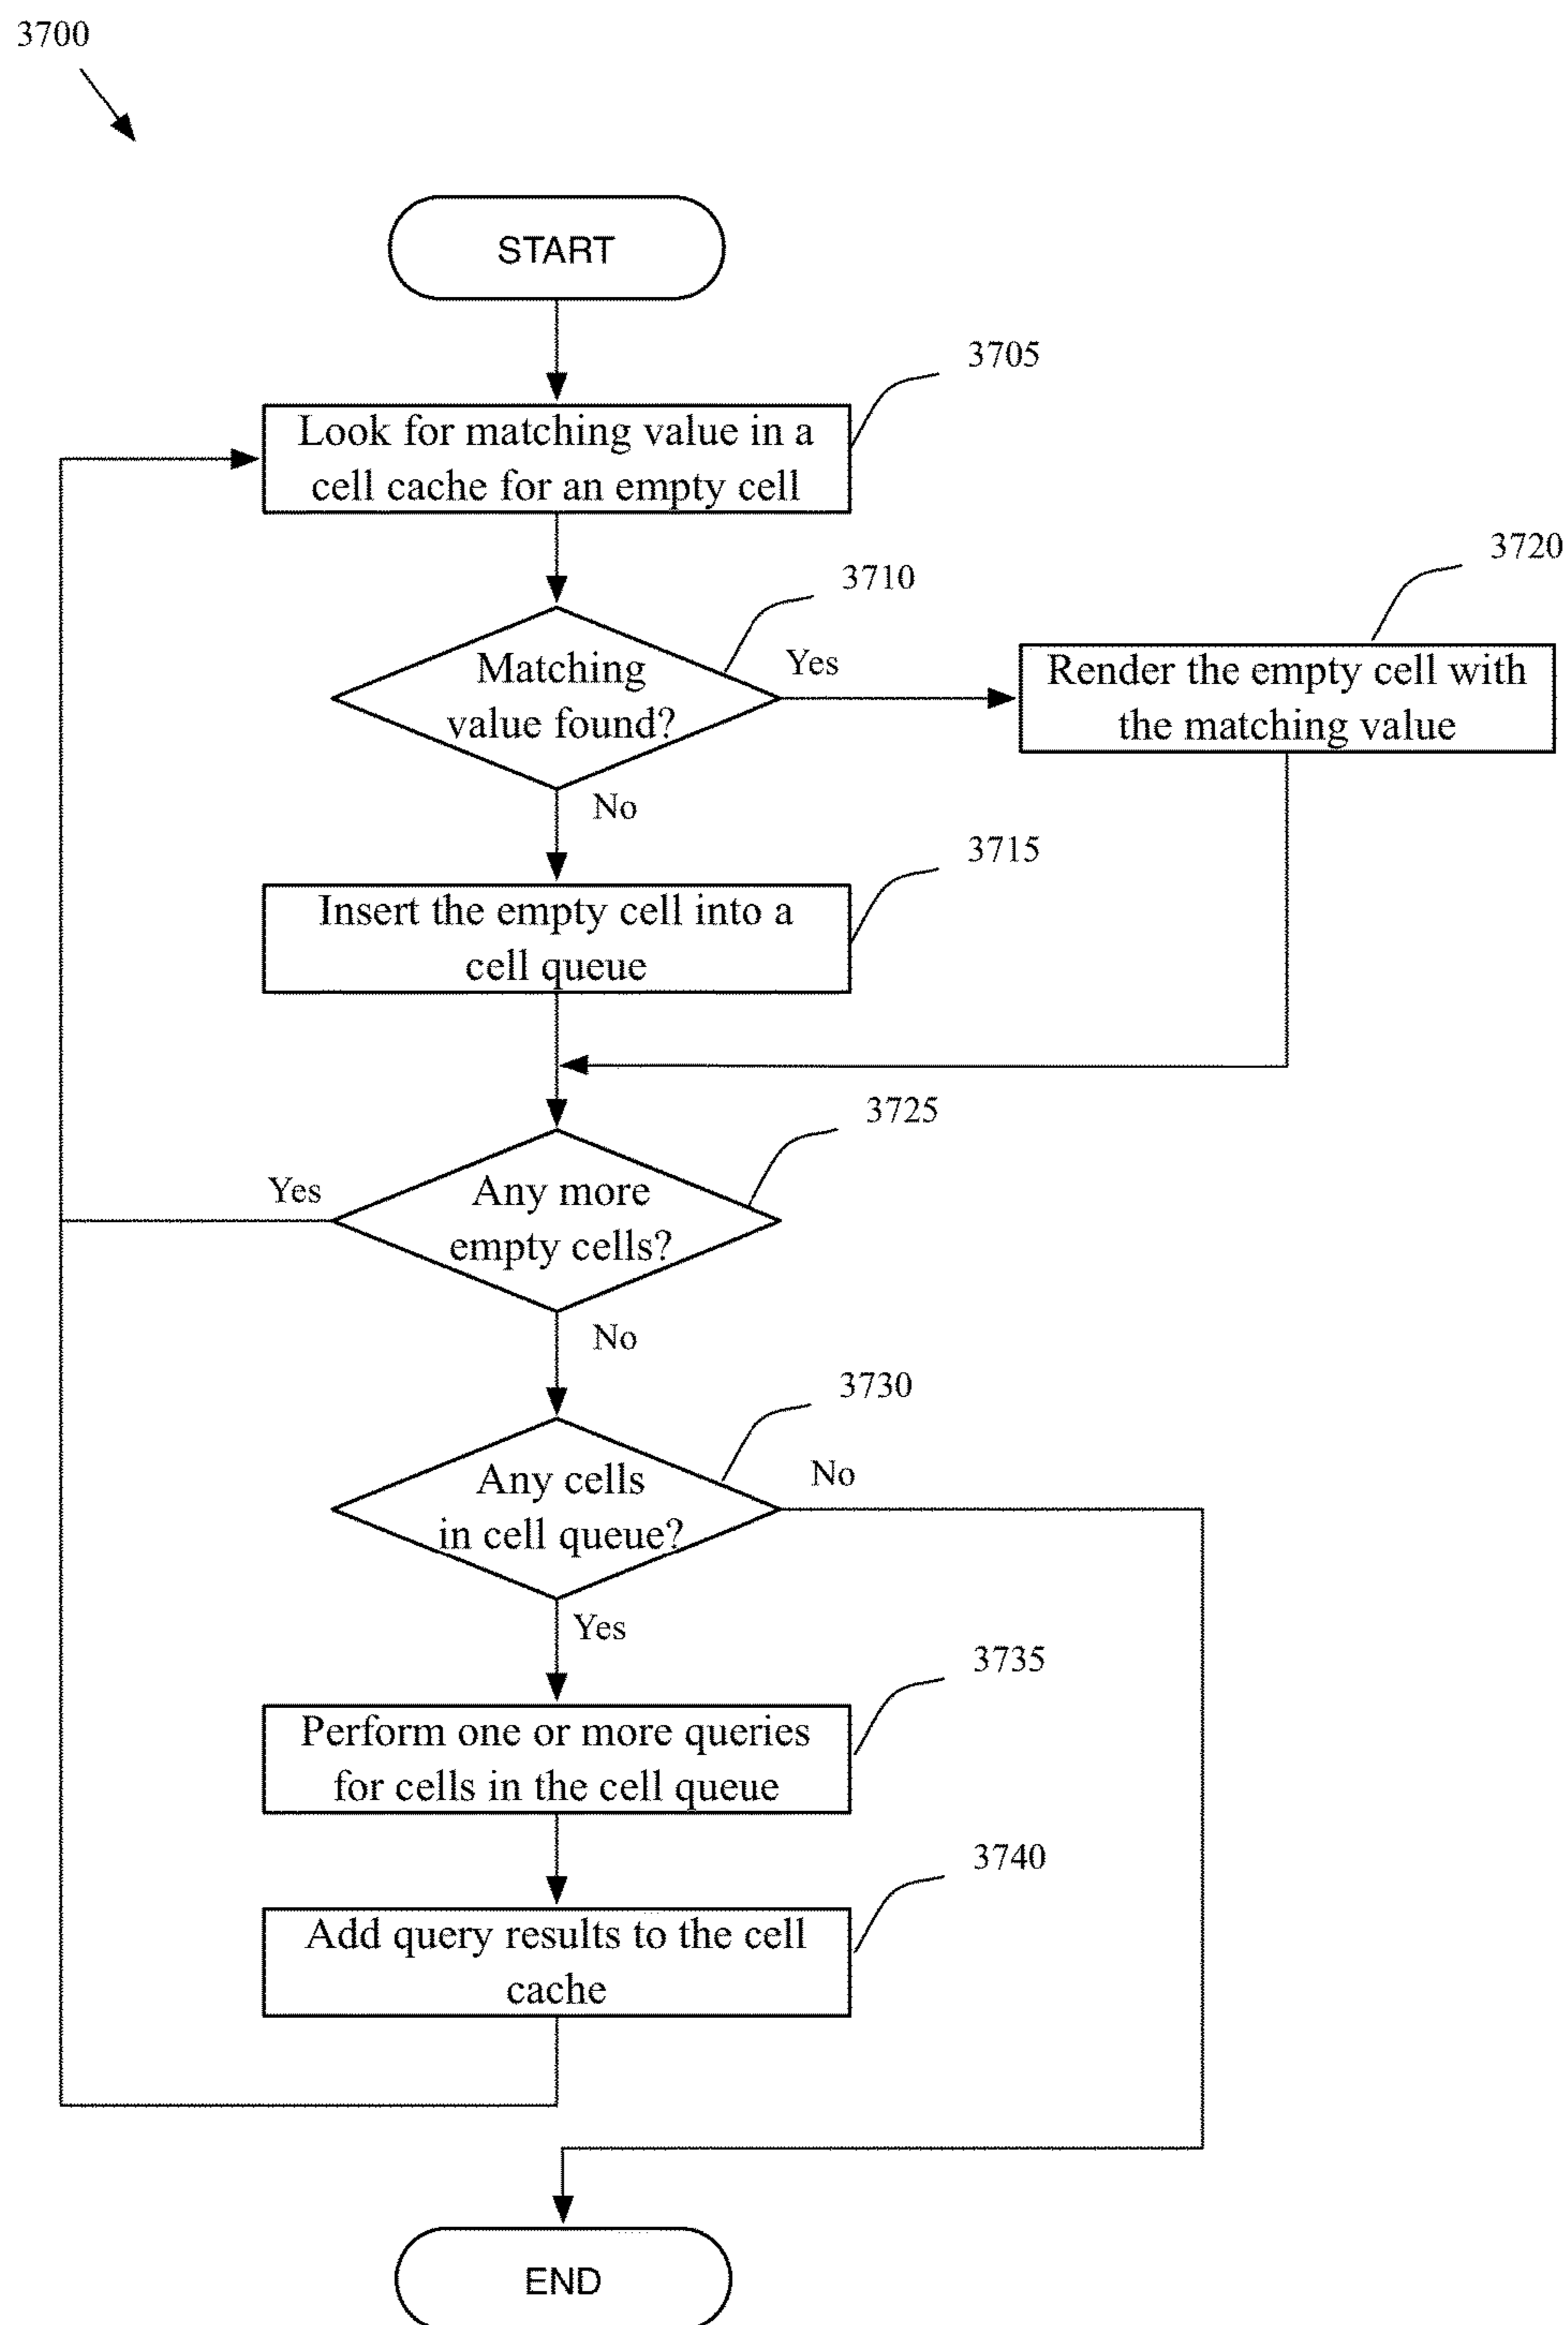 3700
START
3705
Look for matching value in a
cell cache for an empty cell
3720
3710
Matching
value found?
Yes
Render the empty cell with
the matching value
No
3715
Insert the empty cell into a
cell queue
3725
Yes
Any more
empty cells?
No
3730
Any cells
in cell queue?
No
Yes
3735
Perform one or more queries
for cells in the cell queue
3740
Add query results to the cell
cache
END